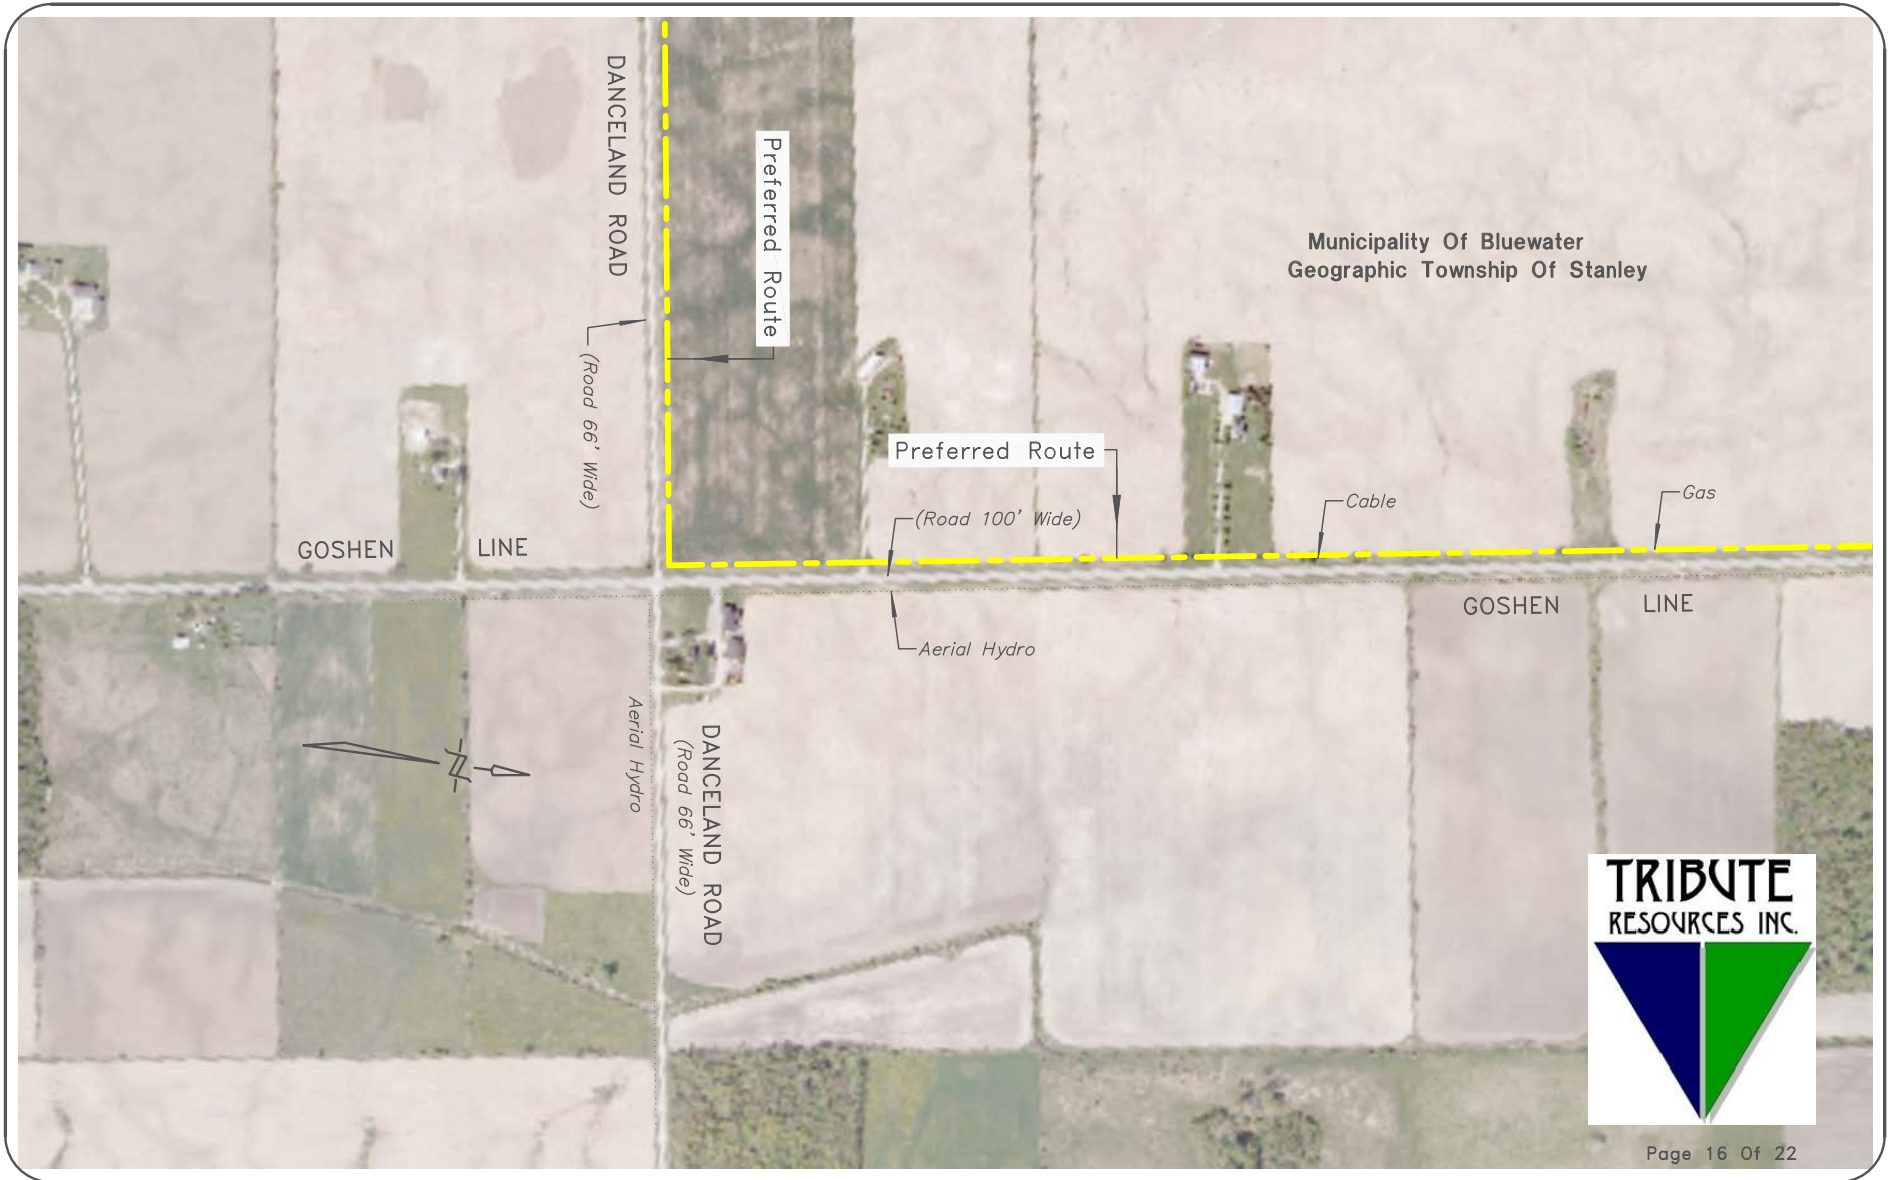 DANCELAND ROAD
Preferred Route
Municipality Of Bluewater
Geographic Township Of Stanley
(Road 66' Wide)
Preferred Route
Cable
Gas
(Road 100' Wide)
GOSHEN LINE
GOSHEN LINE
Aerial Hydro
Aerial Hydro
DANCELAND ROAD
(Road 66' Wide)
N
TRIBUTE
RESOURCES INC.
Page 16 Of 22